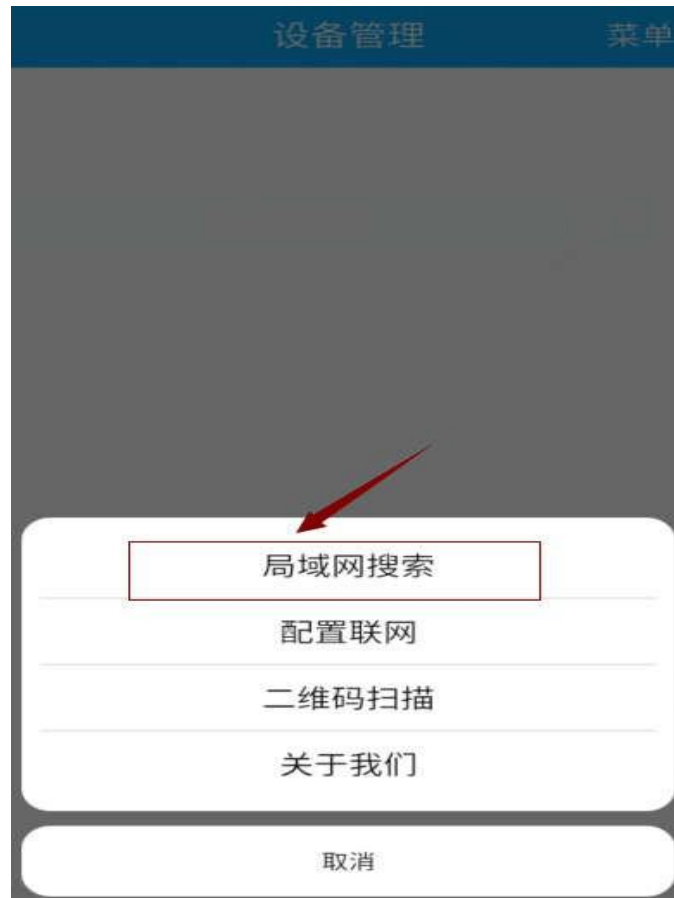 设备管理 菜单
局域网搜索
配置联网
二维码扫描
关于我们
取消